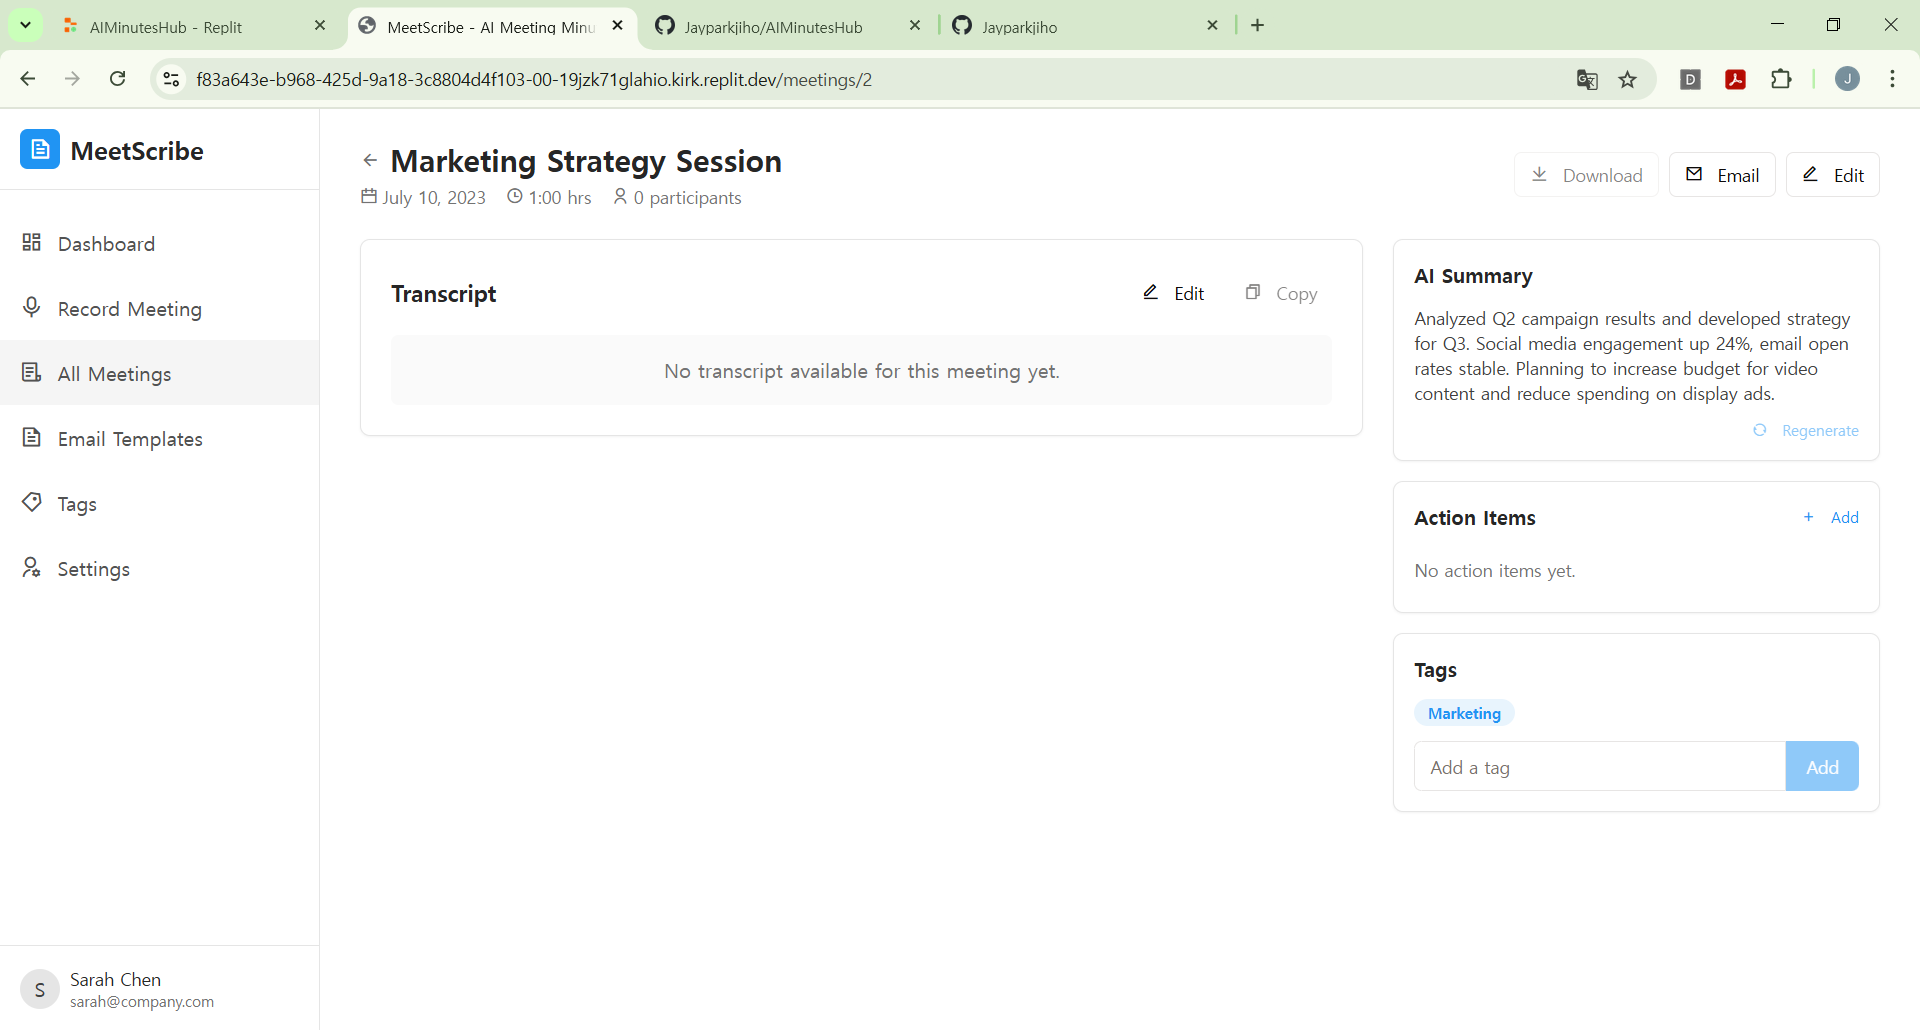 AIMinutesHub - Replit
MeetScribe - AI Meeting Minu
Jayparkjiho/AIMinutesHub
Jayparkjiho
f83a643e-b968-425d-9a18-3c8804d4f103-00-19jzk71glahio.kirk.replit.dev/meetings/2
D
J
MeetScribe
Dashboard
Record Meeting
All Meetings
Email Templates
Tags
Settings
S
Sarah Chen
sarah@company.com
Marketing Strategy Session
July 10, 2023 1:00 hrs 0 participants
Download Email Edit
Transcript Edit Copy
No transcript available for this meeting yet.
AI Summary
Analyzed Q2 campaign results and developed strategy
for Q3. Social media engagement up 24%, email open
rates stable. Planning to increase budget for video
content and reduce spending on display ads.
Regenerate
Action Items + Add
No action items yet.
Tags
Marketing
Add a tag Add